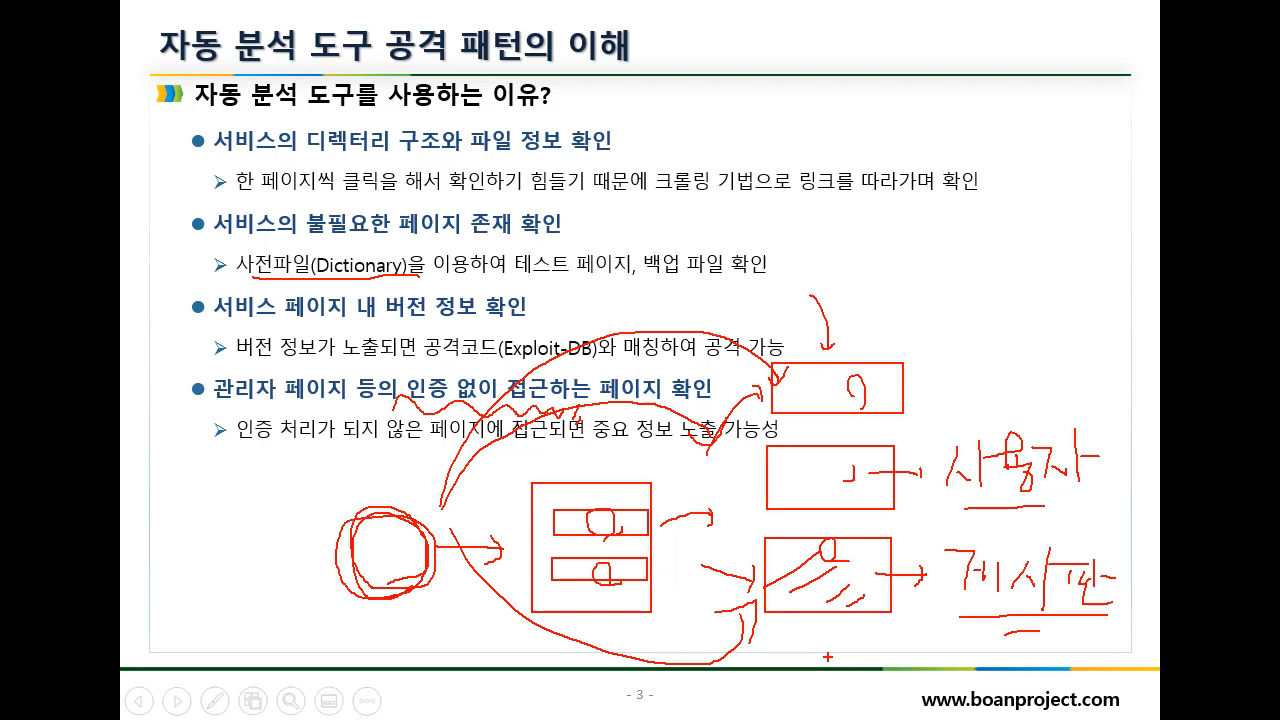 자동 분석 도구 공격 패턴의 이해
자동 분석 도구를 사용하는 이유?
서비스의 디렉터리 구조와 파일 정보 확인
한 페이지씩 클릭을 해서 확인하기 힘들기 때문에 크롤링 기법으로 링크를 따라가며 확인
서비스의 불필요한 페이지 존재 확인
사전파일(Dictionary)을 이용하여 테스트 페이지, 백업 파일 확인
서비스 페이지 내 버전 정보 확인
버전 정보가 노출되면 공격코드(Exploit-DB)와 매칭하여 공격 가능
관리자 페이지 등의 인증 없이 접근하는 페이지 확인
인증 처리가 되지 않은 페이지에 접근되면 중요 정보 노출 가능성
사용자
게시판
- 3 -
www.boanproject.com